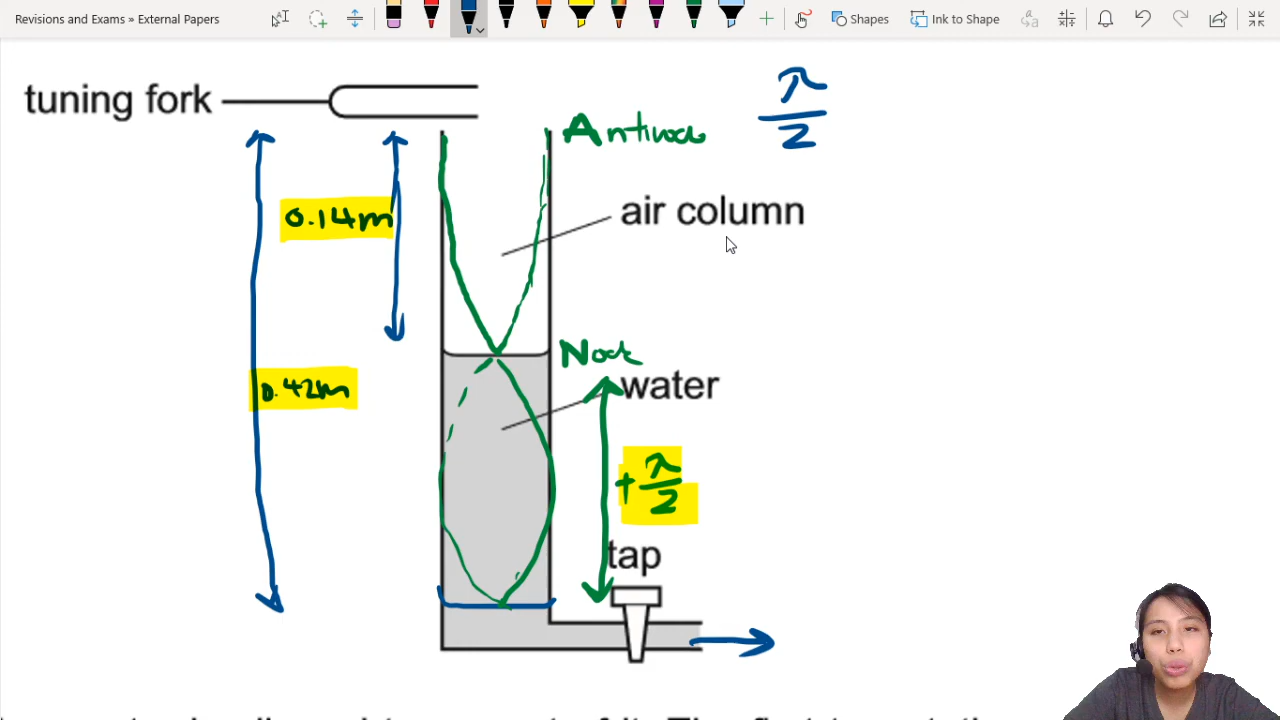 Revisions and Exams » External Papers
Shapes
Ink to Shape
tuning fork
Antinode
λ/2
0.14m
air column
Node
0.42m
water
+λ/2
tap